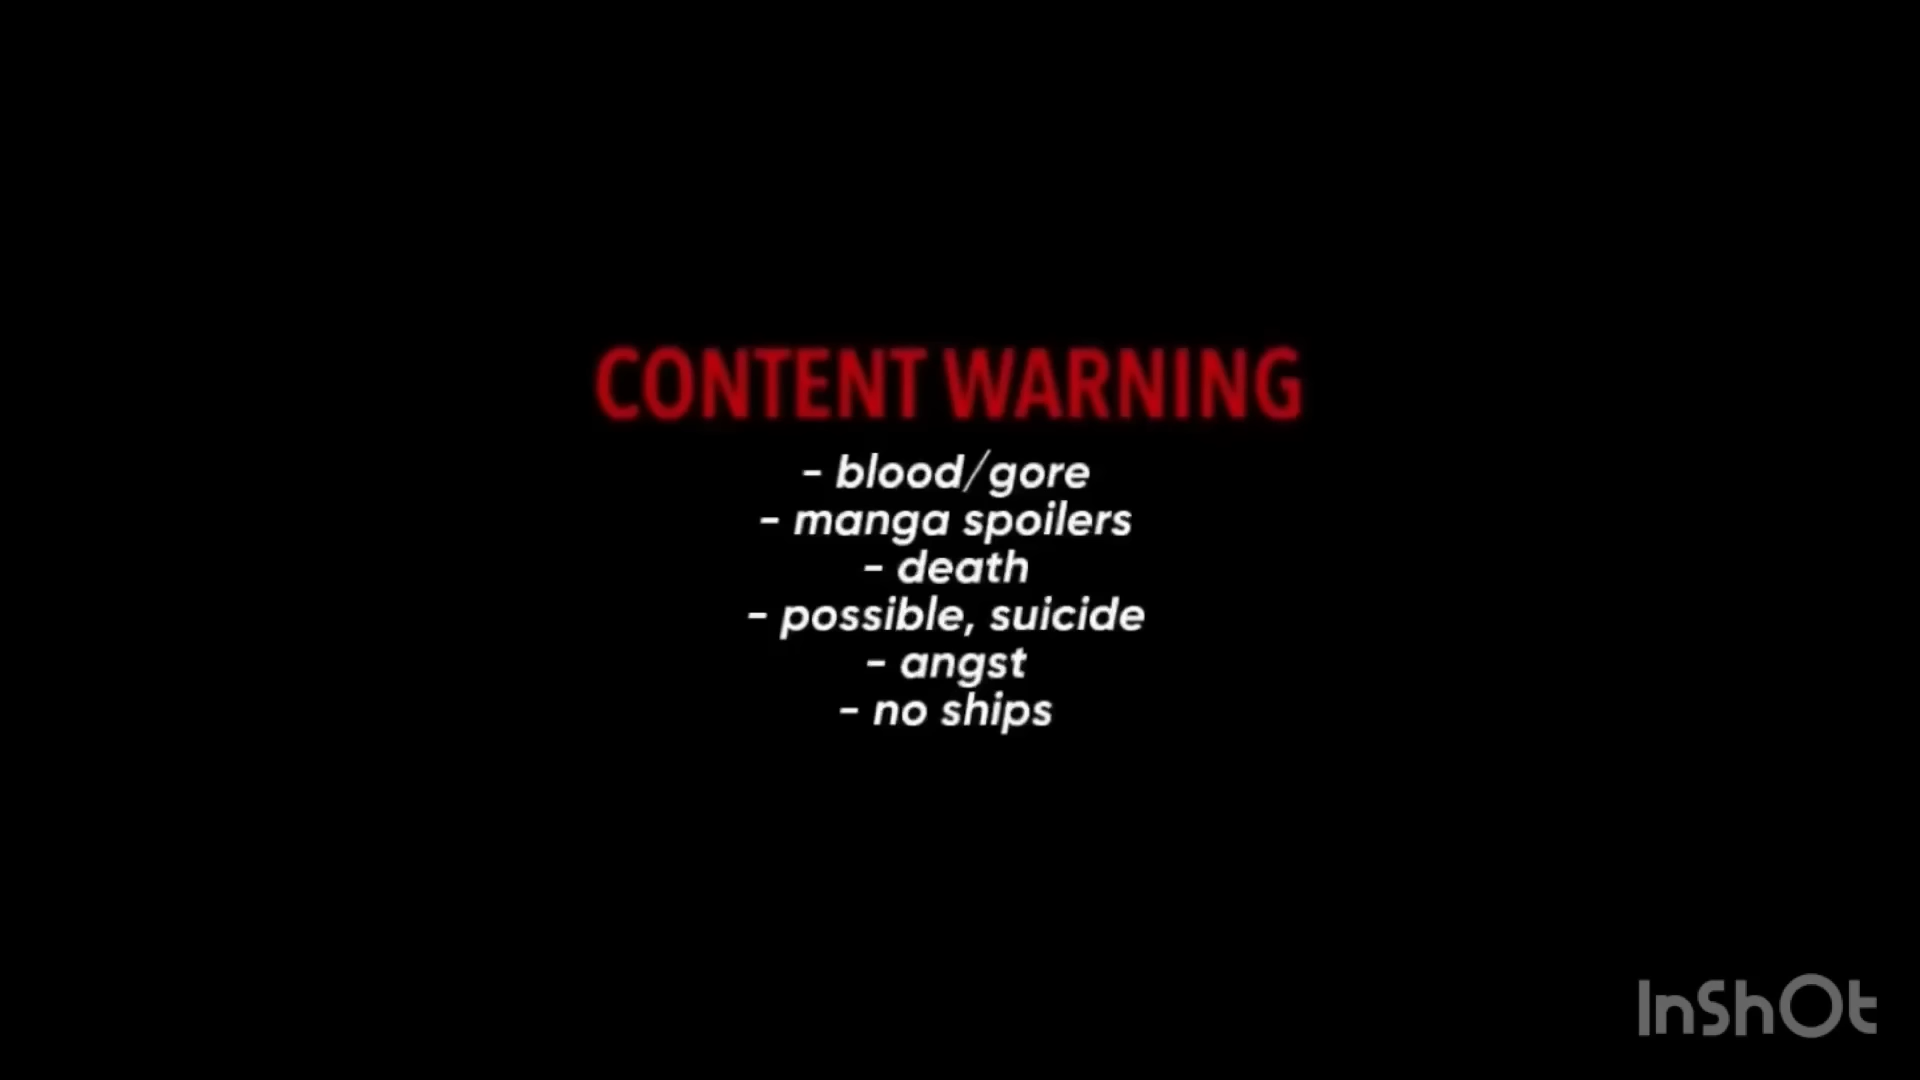 CONTENT WARNING
- blood/gore
- manga spoilers
- death
- possible, suicide
- angst
- no ships
InShOt